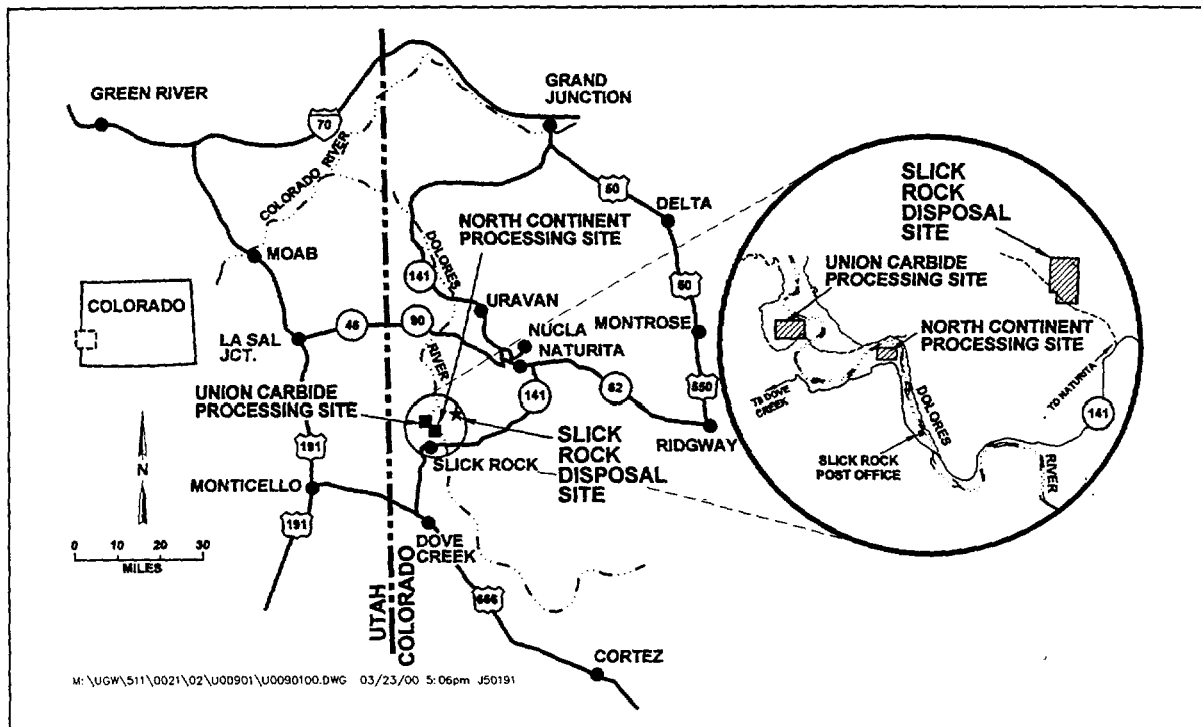 GREEN RIVER
70
COLORADO RIVER
GRAND
JUNCTION
50
DELTA
50
MONTROSE
550
RIDGWAY
62
NORTH CONTINENT
PROCESSING SITE
DOLORES
RIVER
141
URAVAN
NUCLA
NATURITA
141
90
46
MOAB
LA SAL
JCT.
COLORADO
UNION CARBIDE
PROCESSING SITE
SLICK ROCK
SLICK
ROCK
DISPOSAL
SITE
N
191
MONTICELLO
191
0 10 20 30
MILES
DOVE
CREEK
666
CORTEZ
UTAH
COLORADO
SLICK
ROCK
DISPOSAL
SITE
UNION CARBIDE
PROCESSING SITE
NORTH CONTINENT
PROCESSING SITE
TO DOVE
CREEK
DOLORES
TO NATURITA
141
SLICK ROCK
POST OFFICE
RIVER
M: \UGW\511\0021\02\U00901\U0090100.DWG 03/23/00 5:06pm J50191